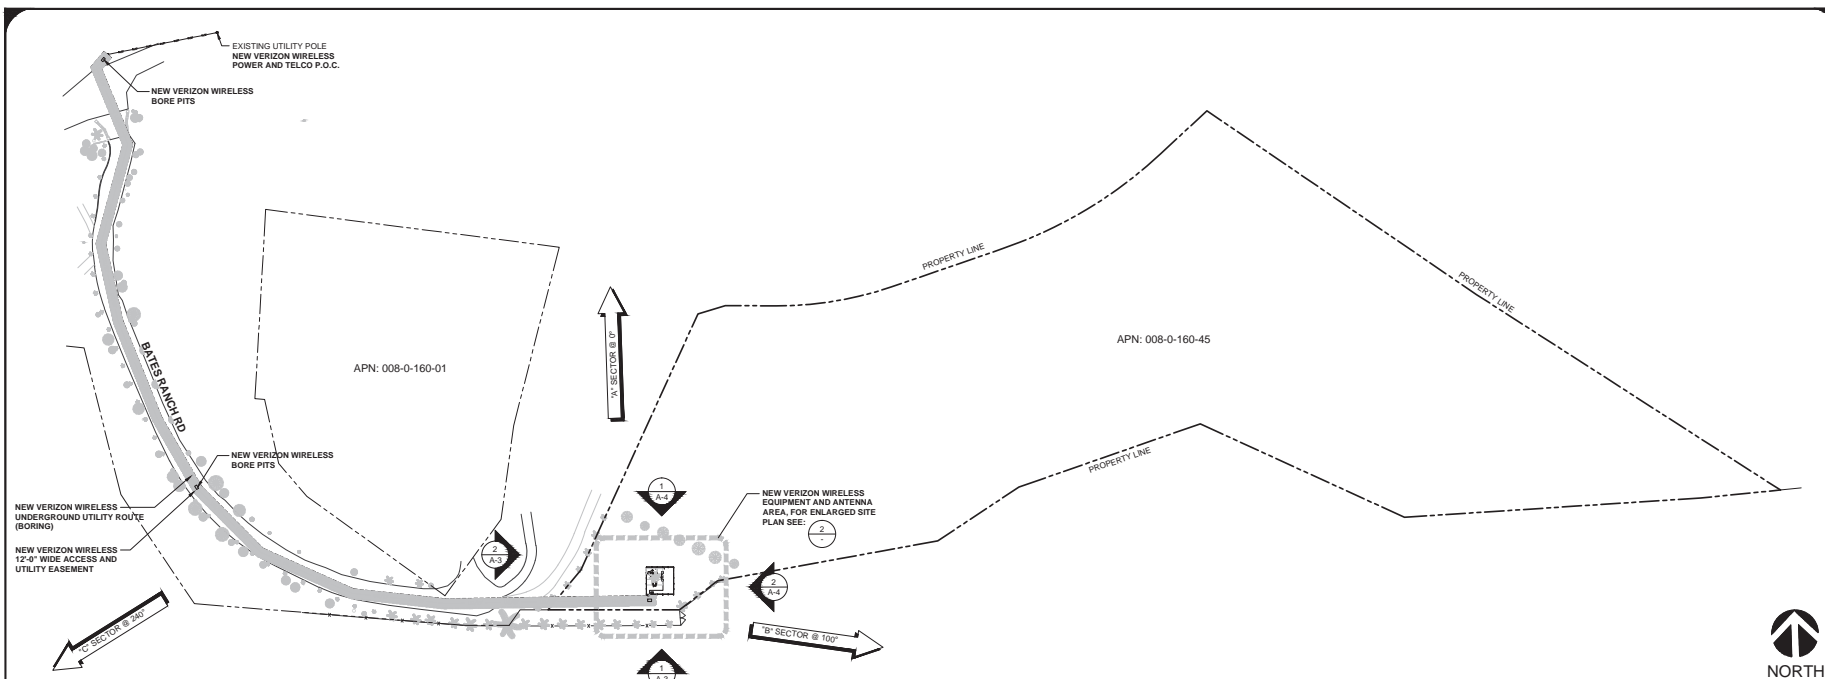 EXISTING UTILITY POLE
NEW VERIZON WIRELESS
POWER AND TELCO P.O.C.
NEW VERIZON WIRELESS
BORE PITS
PROPERTY LINE
PROPERTY LINE
"A" SECTOR @ 0°
APN: 008-0-160-45
APN: 008-0-160-01
BATES RANCH RD
NEW VERIZON WIRELESS
BORE PITS
PROPERTY LINE
1
A-4
NEW VERIZON WIRELESS
EQUIPMENT AND ANTENNA
AREA, FOR ENLARGED SITE
PLAN SEE:
2
-
NEW VERIZON WIRELESS
UNDERGROUND UTILITY ROUTE
(BORING)
2
A-3
NEW VERIZON WIRELESS
12'-0" WIDE ACCESS AND
UTILITY EASEMENT
2
A-4
"C" SECTOR @ 240°
"B" SECTOR @ 100°
1
A-3
NORTH